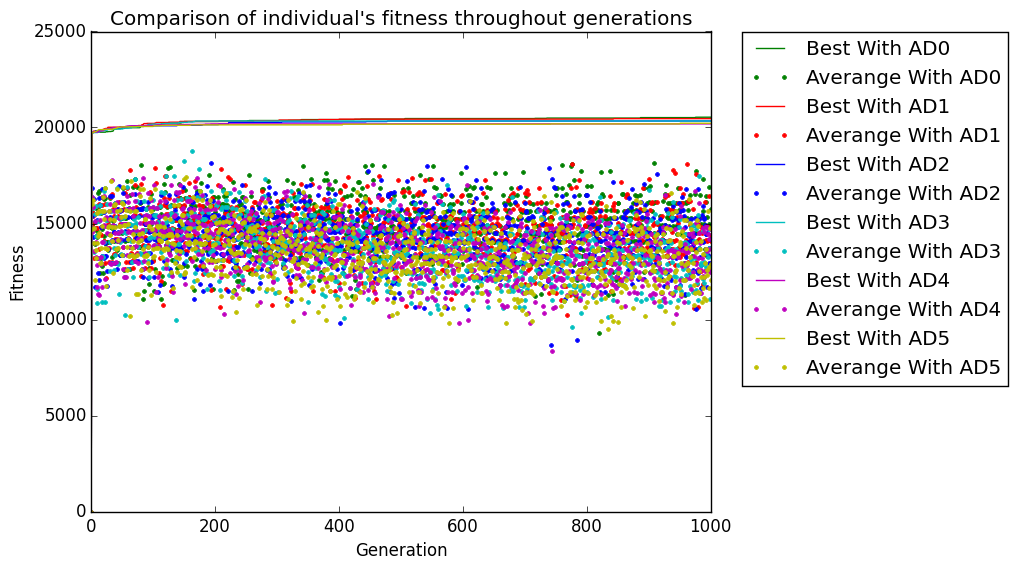 Comparison of individual's fitness throughout generations
25000
20000
15000
10000
5000
0
Fitness
0 200 400 600 800 1000
Generation
Best With AD0
Averange With AD0
Best With AD1
Averange With AD1
Best With AD2
Averange With AD2
Best With AD3
Averange With AD3
Best With AD4
Averange With AD4
Best With AD5
Averange With AD5